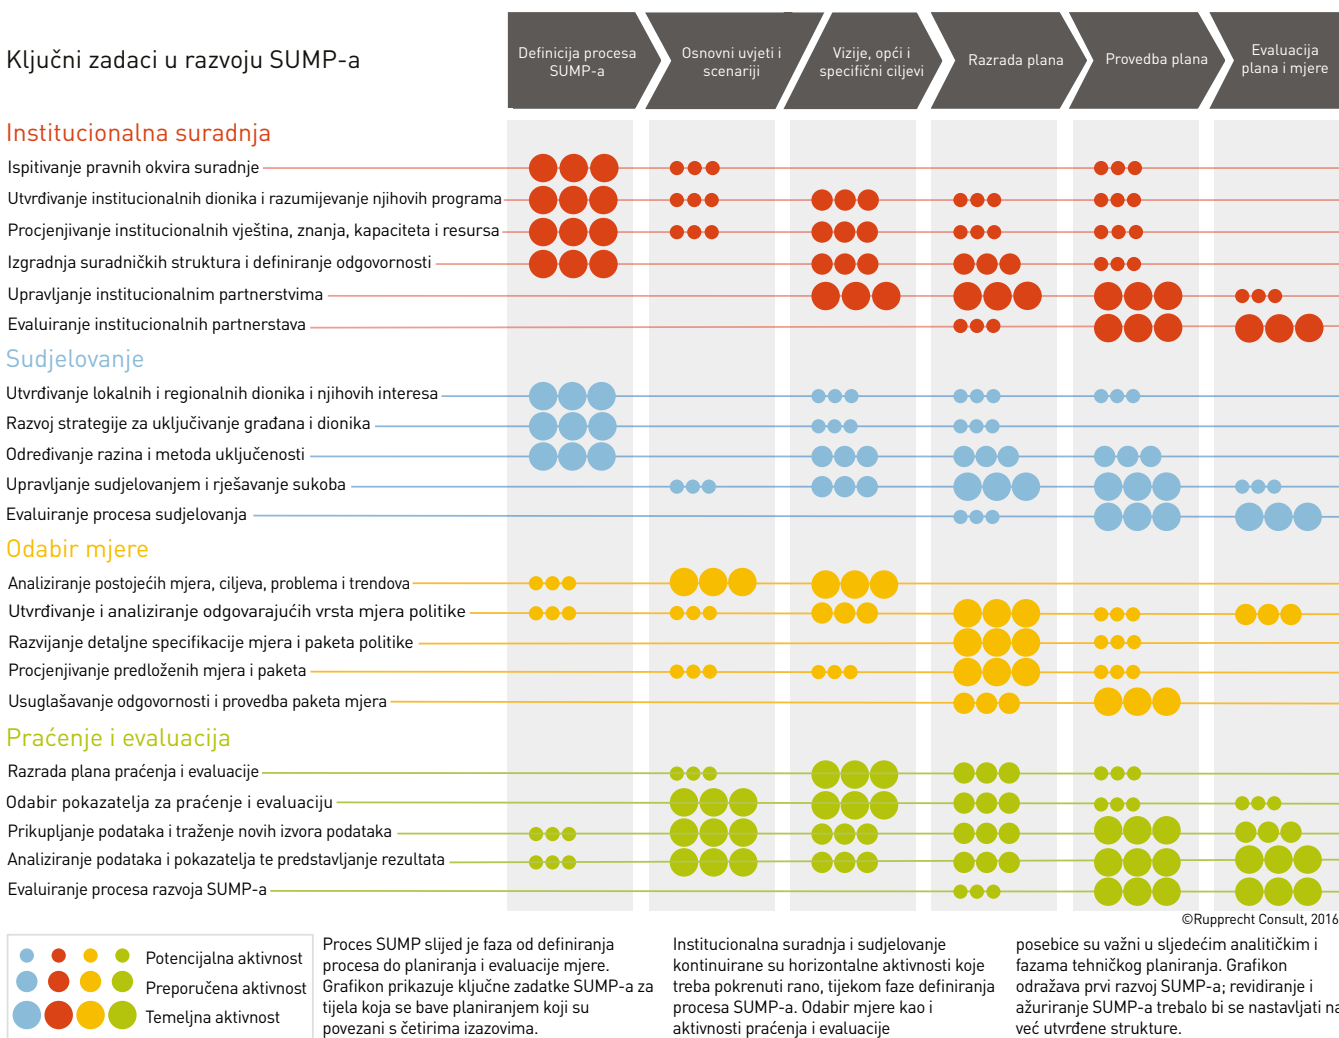 Ključni zadaci u razvoju SUMP-a
Definicija procesa
SUMP-a
Osnovni uvjeti i
scenariji
Vizije, opći i
specifični ciljevi
Razrada plana
Provedba plana
Evaluacija
plana i mjere
Institucionalna suradnja
Ispitivanje pravnih okvira suradnje
Utvrđivanje institucionalnih dionika i razumijevanje njihovih programa
Procjenjivanje institucionalnih vještina, znanja, kapaciteta i resursa
Izgradnja suradničkih struktura i definiranje odgovornosti
Upravljanje institucionalnim partnerstvima
Evaluiranje institucionalnih partnerstava
Sudjelovanje
Utvrđivanje lokalnih i regionalnih dionika i njihovih interesa
Razvoj strategije za uključivanje građana i dionika
Određivanje razina i metoda uključenosti
Upravljanje sudjelovanjem i rješavanje sukoba
Evaluiranje procesa sudjelovanja
Odabir mjere
Analiziranje postojećih mjera, ciljeva, problema i trendova
Utvrđivanje i analiziranje odgovarajućih vrsta mjera politike
Razvijanje detaljne specifikacije mjera i paketa politike
Procjenjivanje predloženih mjera i paketa
Usuglašavanje odgovornosti i provedba paketa mjera
Praćenje i evaluacija
Razrada plana praćenja i evaluacije
Odabir pokazatelja za praćenje i evaluaciju
Prikupljanje podataka i traženje novih izvora podataka
Analiziranje podataka i pokazatelja te predstavljanje rezultata
Evaluiranje procesa razvoja SUMP-a
©Rupprecht Consult, 2016
Potencijalna aktivnost
Preporučena aktivnost
Temeljna aktivnost
Proces SUMP slijed je faza od definiranja
procesa do planiranja i evaluacije mjere.
Grafikon prikazuje ključne zadatke SUMP-a za
tijela koja se bave planiranjem koji su
povezani s četirima izazovima.
Institucionalna suradnja i sudjelovanje
kontinuirane su horizontalne aktivnosti koje
treba pokrenuti rano, tijekom faze definiranja
procesa SUMP-a. Odabir mjere kao i
aktivnosti praćenja i evaluacije
posebice su važni u sljedećim analitičkim i
fazama tehničkog planiranja. Grafikon
odražava prvi razvoj SUMP-a; revidiranje i
ažuriranje SUMP-a trebalo bi se nastavljati na
već utvrđene strukture.